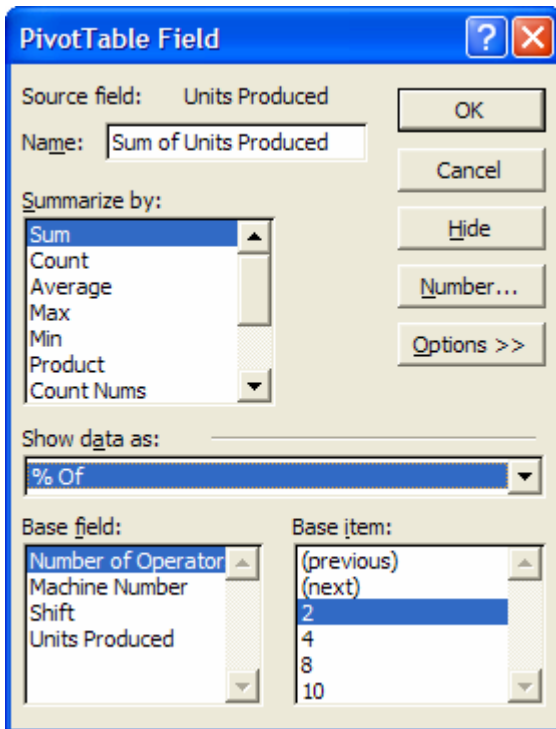 PivotTable Field
Source field: Units Produced
OK
Name: Sum of Units Produced
Cancel
Summarize by:
Sum
Count
Average
Max
Min
Product
Count Nums
Hide
Number...
Options >>
Show data as:
% Of
Base field:
Number of Operator
Machine Number
Shift
Units Produced
Base item:
(previous)
(next)
2
4
8
10